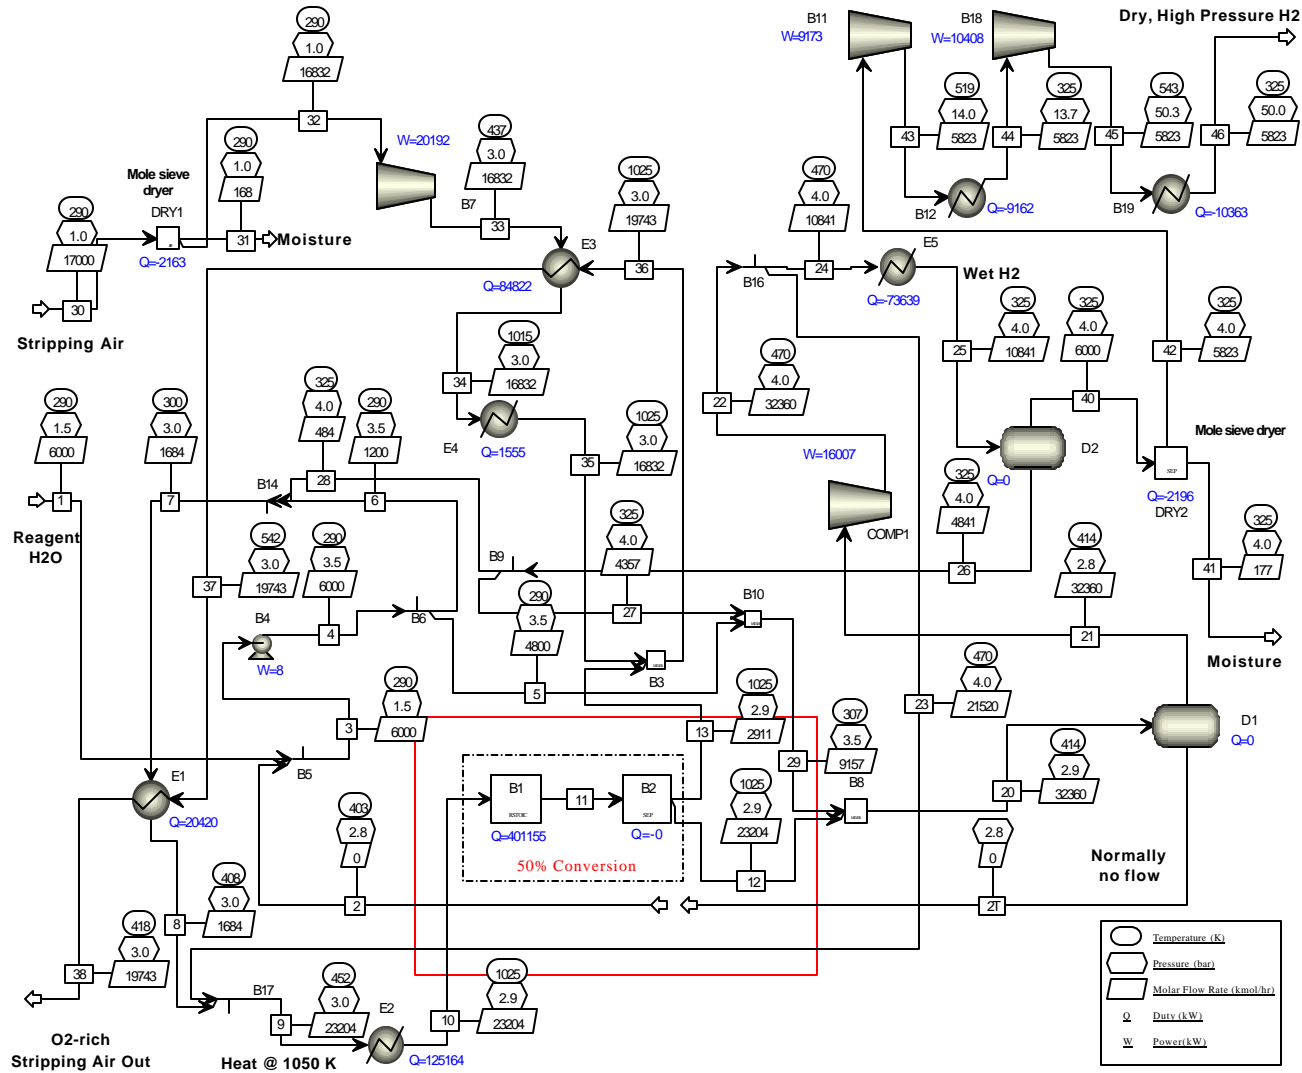 290
1.0
16832
32
B11
W=9173
B18
W=10408
Dry, High Pressure H2
519
14.0
5823
43
325
13.7
5823
44
543
50.3
5823
45
325
50.0
5823
46
B12
Q=-9162
B19
Q=-10363
W=20192
B7
437
3.0
16832
33
290
1.0
168
31
Moisture
Mole sieve
dryer
DRY1
Q=-2163
290
1.0
17000
30
Stripping Air
1025
3.0
19743
36
E3
Q=84822
470
4.0
10841
24
B16
E5
Q=-73639
Wet H2
325
4.0
10841
25
325
4.0
6000
40
325
4.0
5823
42
1015
3.0
16832
34
E4
Q=1555
1025
3.0
16832
35
470
4.0
32360
22
W=16007
COMP1
D2
Q=0
Mole sieve dryer
SEP
Q=-2196
DRY2
325
4.0
177
41
Moisture
290
1.5
6000
1
Reagent
H2O
300
3.0
1684
7
B14
325
4.0
484
28
290
3.5
1200
6
542
3.0
19743
37
290
3.5
6000
4
B4
W=8
B6
B9
325
4.0
4357
27
325
4.0
4841
26
414
2.8
32360
21
290
3.5
4800
5
B10
B3
290
1.5
6000
3
B5
1025
2.9
2911
13
307
3.5
9157
29
B8
470
4.0
21520
23
414
2.9
32360
20
D1
Q=0
E1
Q=20420
B1
RSTOIC
Q=401155
11
B2
SEP
Q=-0
50% Conversion
1025
2.9
23204
12
403
2.8
0
2
2.8
0
2T
Normally
no flow
408
3.0
1684
8
418
3.0
19743
38
O2-rich
Stripping Air Out
B17
452
3.0
23204
9
Heat @ 1050 K
E2
Q=125164
1025
2.9
23204
10
Temperature (K)
Pressure (bar)
Molar Flow Rate (kmol/hr)
Q Duty (kW)
W Power(kW)